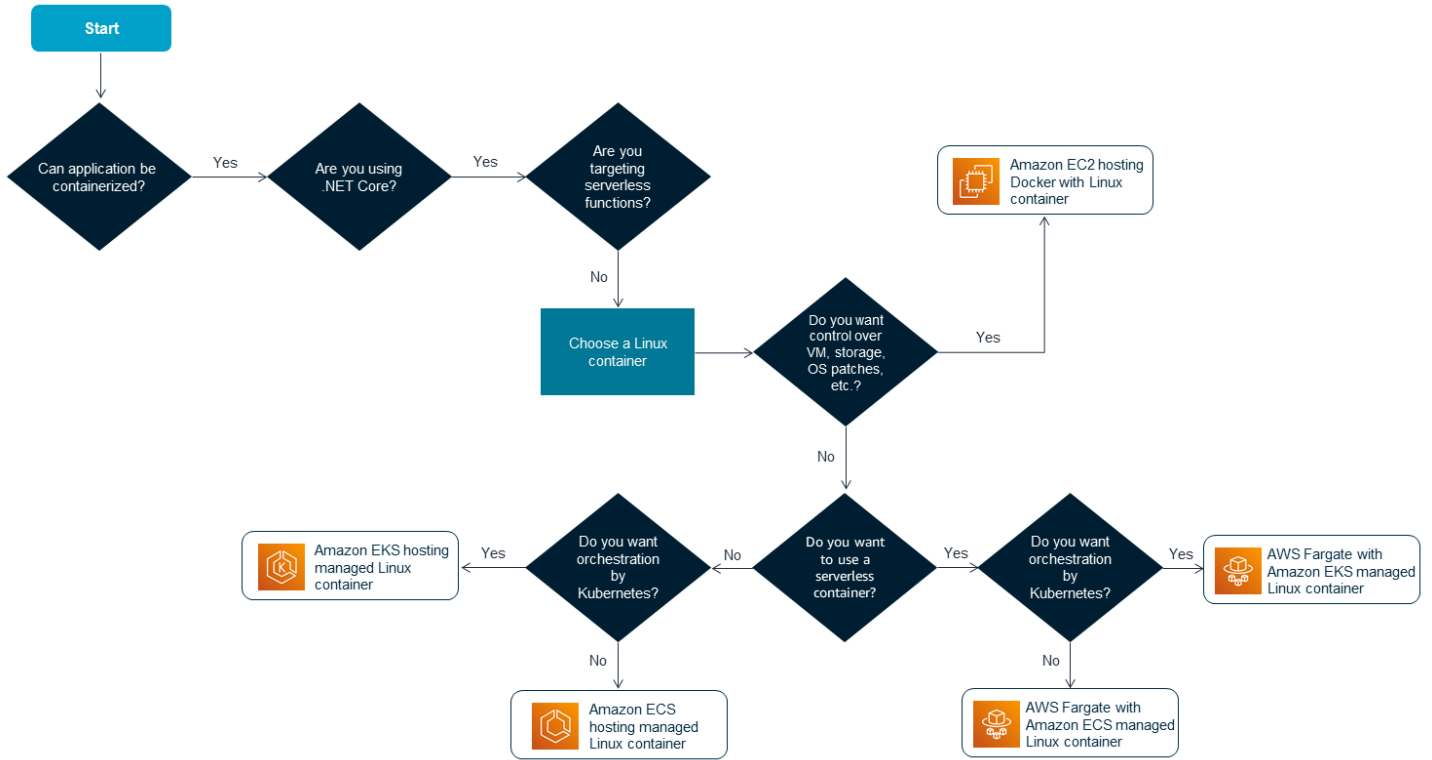 Start
Can application be
containerized?
Yes
Are you using
.NET Core?
Yes
Are you
targeting
serverless
functions?
No
Choose a Linux
container
Do you want
control over
VM, storage,
OS patches,
etc.?
Yes
Amazon EC2 hosting
Docker with Linux
container
No
Do you want
to use a
serverless
container?
No
Do you want
orchestration
by
Kubernetes?
Yes
Amazon EKS hosting
managed Linux
container
K
No
Amazon ECS
hosting managed
Linux container
Yes
Do you want
orchestration
by
Kubernetes?
Yes
AWS Fargate with
Amazon EKS managed
Linux container
No
AWS Fargate with
Amazon ECS managed
Linux container